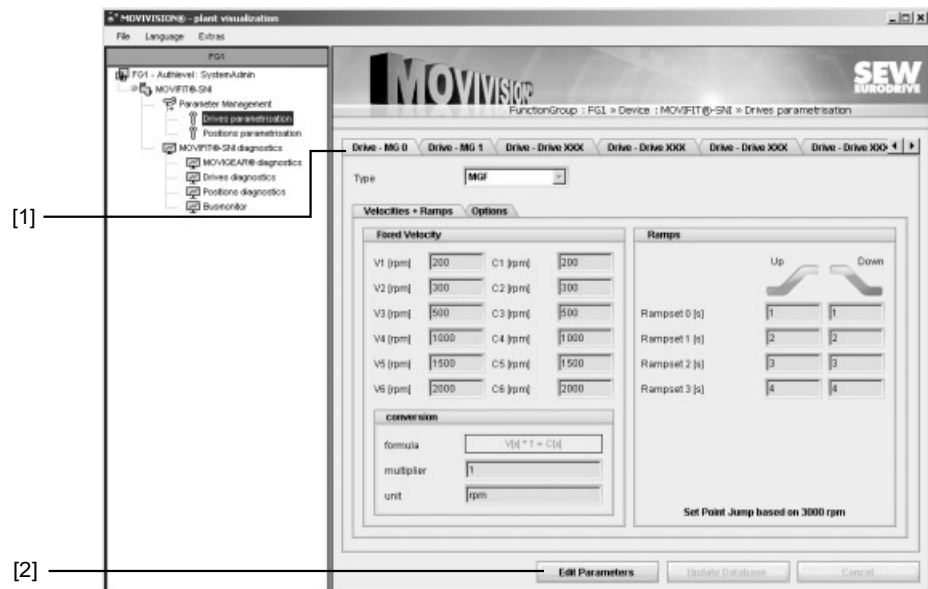 MOVIVISION® - plant visualization
File Language Extras
FG1
FG1 - Authlevel: SystemAdmin
MOVIFIT®-SNI
Parameter Management
Drives parametrisation
Positions parametrisation
MOVIFIT®-SNI diagnostics
MOVIGEAR® diagnostics
Drives diagnostics
Positions diagnostics
Busmonitor
MOVIVISION
SEW
EURODRIVE
FunctionGroup : FG1 » Device : MOVIFIT®-SNI » Drives parametrisation
[1]
Drive - MG 0 Drive - MG 1 Drive - Drive XXX Drive - Drive XXX Drive - Drive XXX Drive - Drive XXX
Type MGF
Velocities + Ramps Options
Fixed Velocity
V1 [rpm] 200 C1 [rpm] 200
V2 [rpm] 300 C2 [rpm] 300
V3 [rpm] 500 C3 [rpm] 500
V4 [rpm] 1000 C4 [rpm] 1000
V5 [rpm] 1500 C5 [rpm] 1500
V6 [rpm] 2000 C6 [rpm] 2000
conversion
formula V[x] * 1 = C[x]
multiplier 1
unit rpm
Ramps
Up Down
Rampset 0 [s] 1 1
Rampset 1 [s] 2 2
Rampset 2 [s] 3 3
Rampset 3 [s] 4 4
Set Point Jump based on 3000 rpm
[2]
Edit Parameters Update Database Cancel